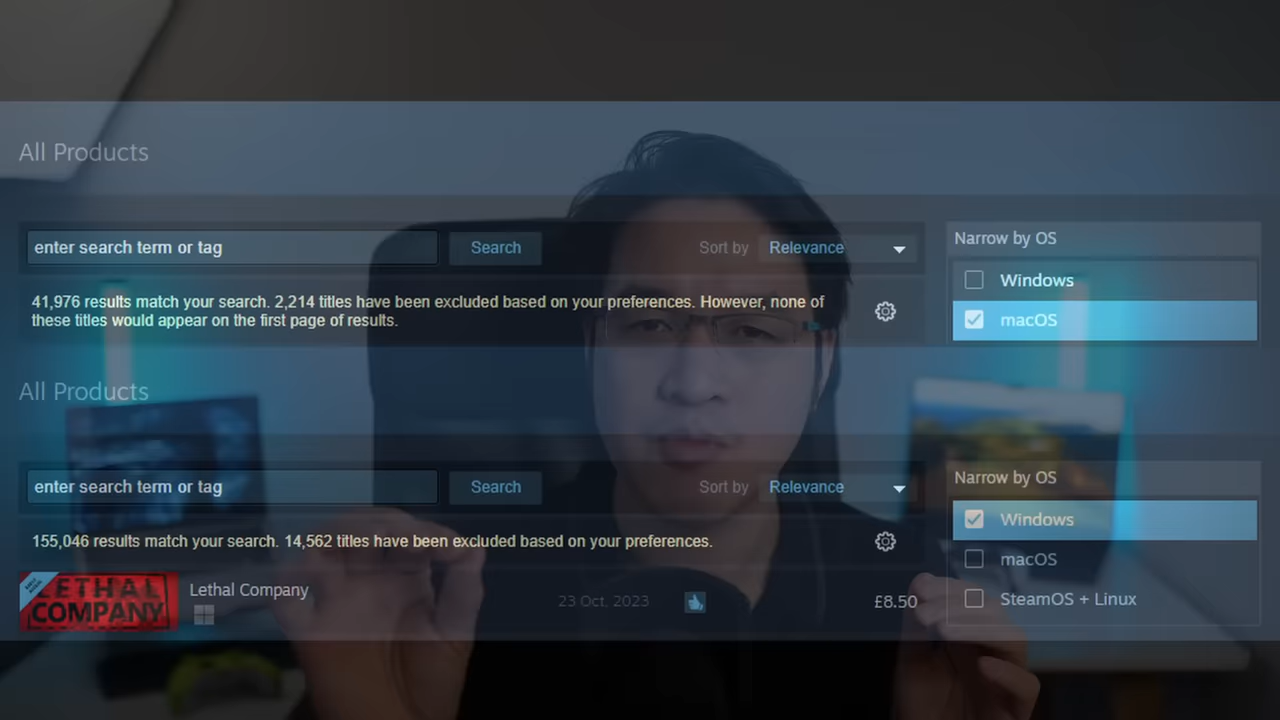 All Products
enter search term or tag
Search
Sort by Relevance
Narrow by OS
Windows
macOS
41,976 results match your search. 2,214 titles have been excluded based on your preferences. However, none of
these titles would appear on the first page of results.
All Products
enter search term or tag
Search
Sort by Relevance
Narrow by OS
Windows
macOS
SteamOS + Linux
155,046 results match your search. 14,562 titles have been excluded based on your preferences.
LETHAL
COMPANY
Lethal Company
23 Oct, 2023
£8.50